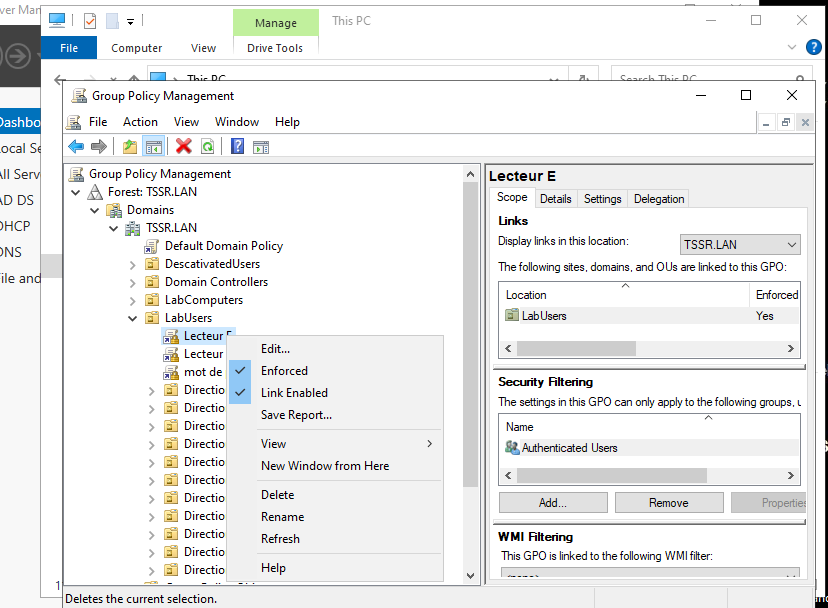 ver Man
Manage
This PC
File
Computer
View
Drive Tools
This PC
Search This PC
Dashbo
ocal Se
All Serv
AD DS
DHCP
DNS
File and
Group Policy Management
File Action View Window Help
Group Policy Management
Forest: TSSR.LAN
Domains
TSSR.LAN
Default Domain Policy
DescativatedUsers
Domain Controllers
LabComputers
LabUsers
Lecteur E
Lecteur
mot de
Directio
Directio
Directio
Directio
Directio
Directio
Directio
Directio
Directio
Directio
Directio
Edit...
Enforced
Link Enabled
Save Report...
View
New Window from Here
Delete
Rename
Refresh
Help
Lecteur E
Scope Details Settings Delegation
Links
Display links in this location:
TSSR.LAN
The following sites, domains, and OUs are linked to this GPO:
Location Enforced
LabUsers Yes
Security Filtering
The settings in this GPO can only apply to the following groups, u
Name
Authenticated Users
Add... Remove Properties
WMI Filtering
This GPO is linked to the following WMI filter:
Deletes the current selection.